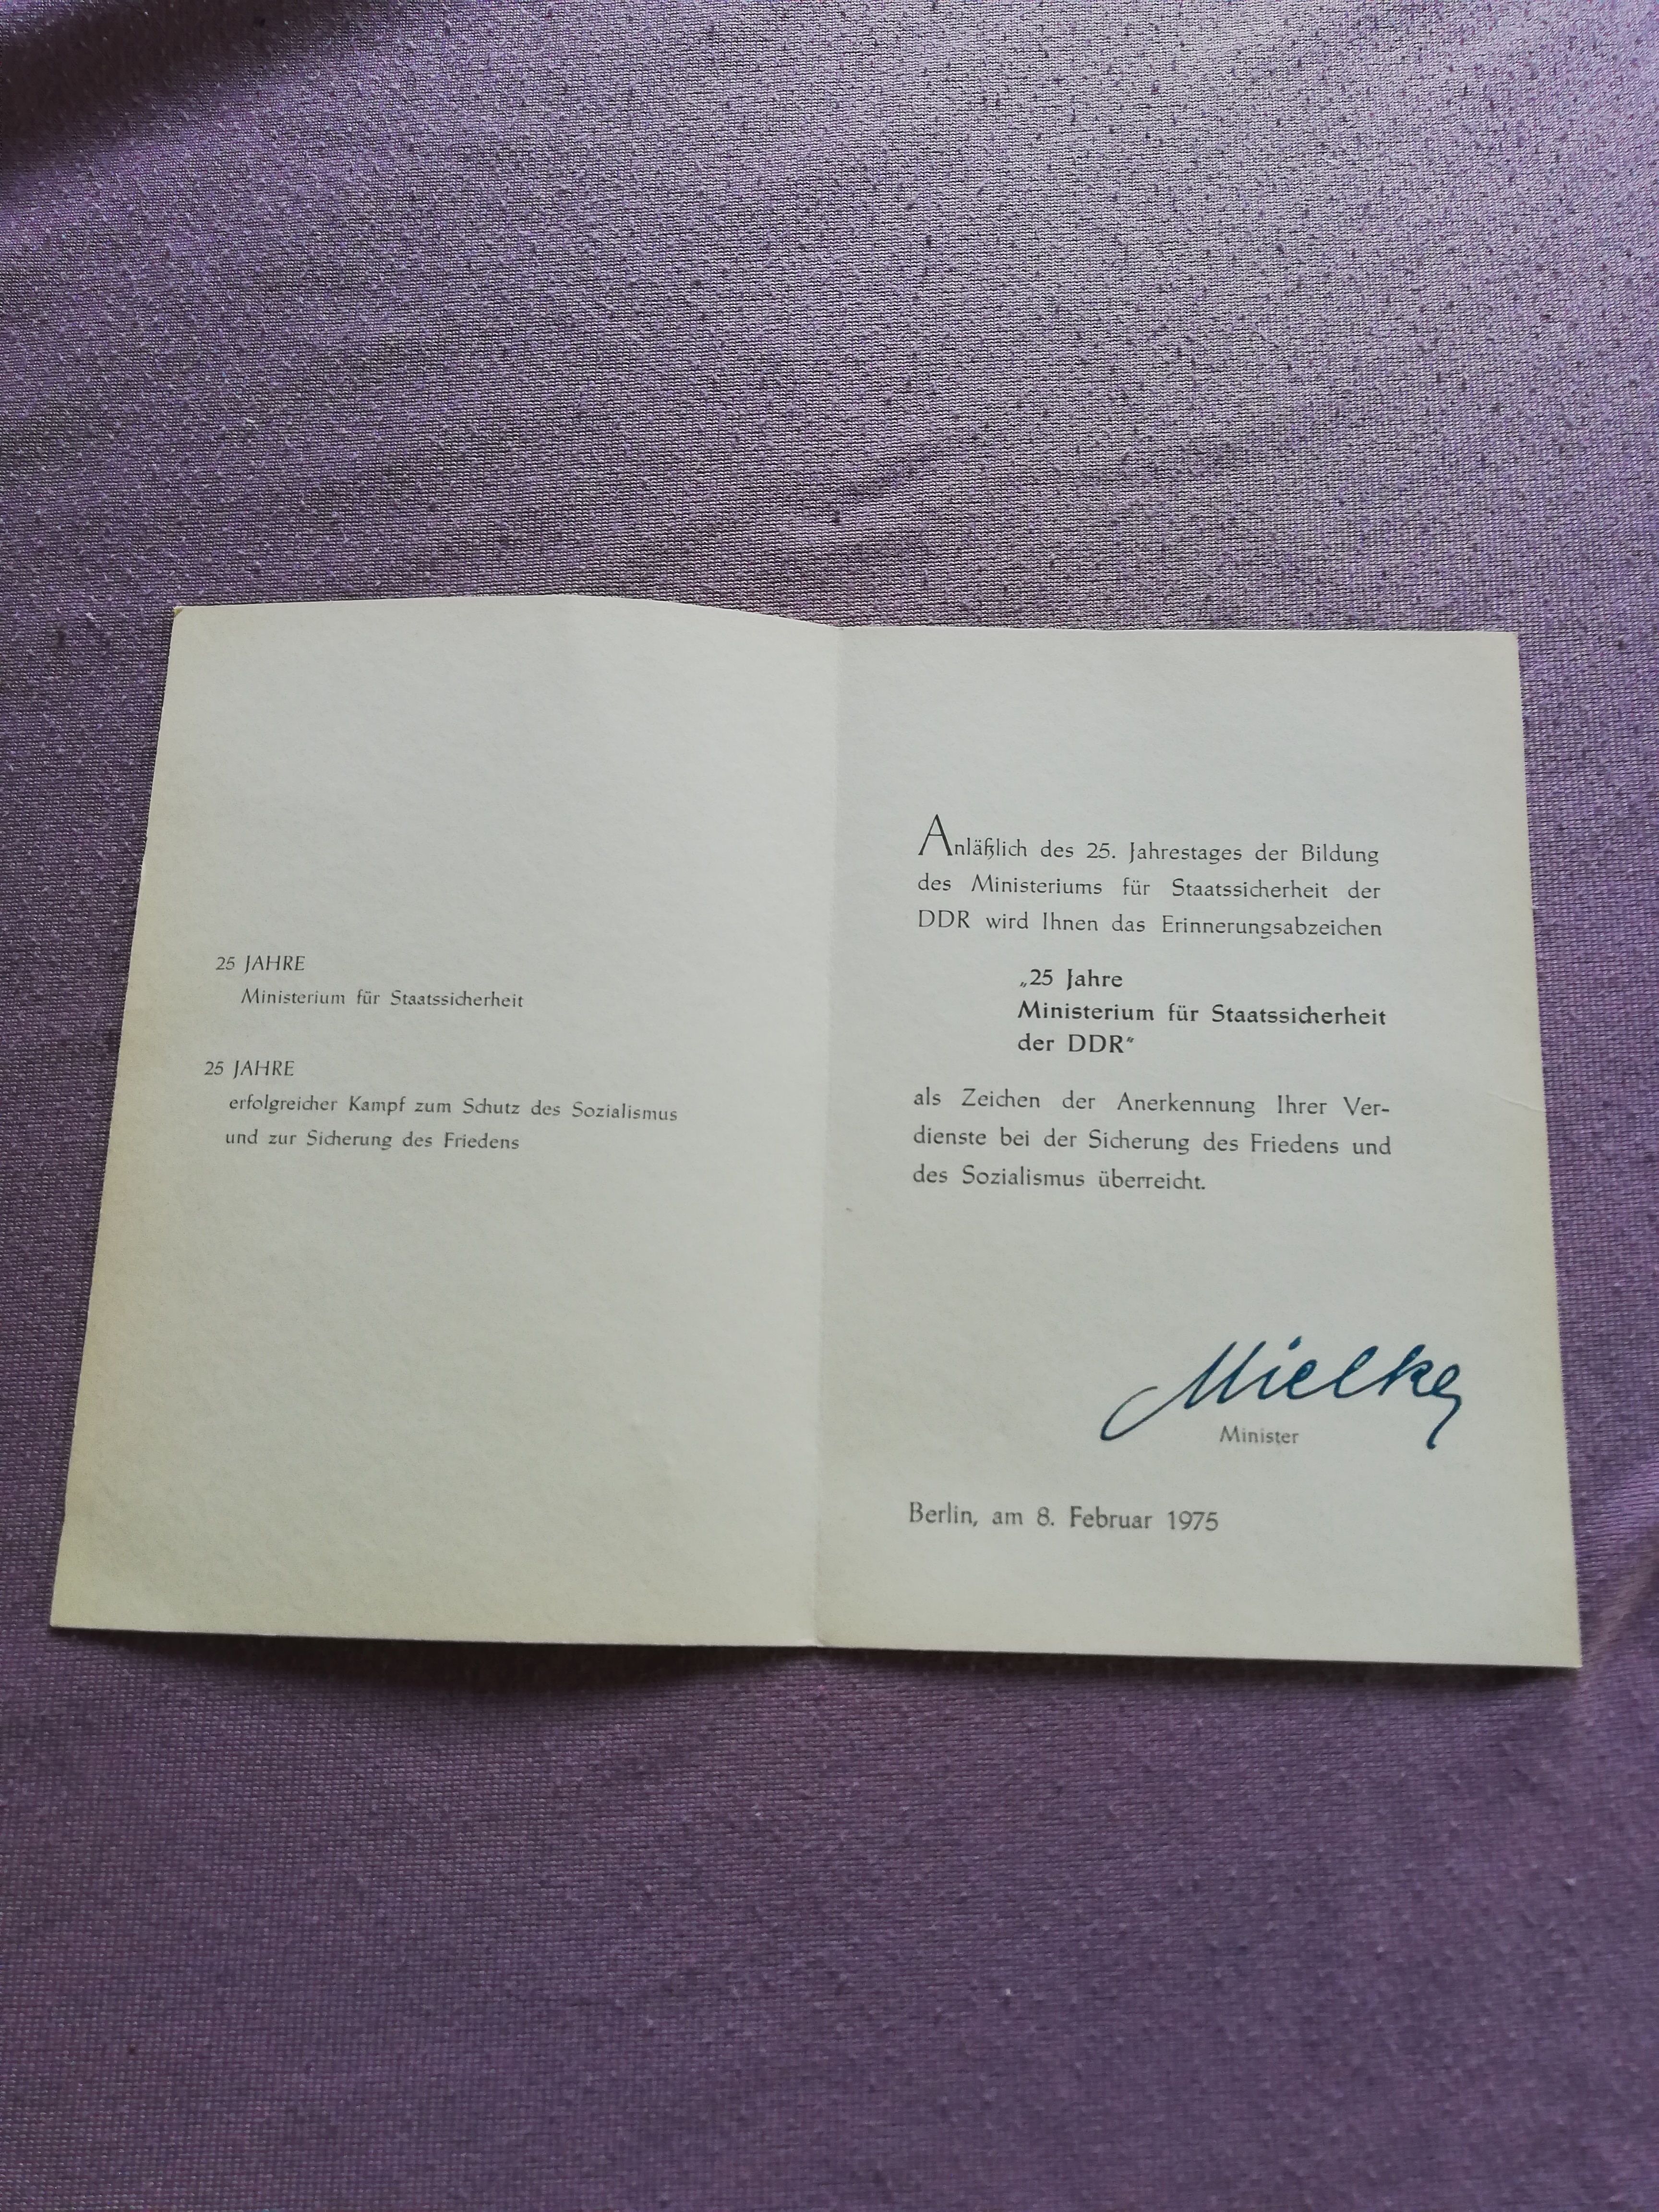 25 JAHRE
Ministerium für Staatssicherheit
25 JAHRE
erfolgreicher Kampf zum Schutz des Sozialismus
und zur Sicherung des Friedens
Anläßlich des 25. Jahrestages der Bildung
des Ministeriums für Staatssicherheit der
DDR wird Ihnen das Erinnerungsabzeichen
„25 Jahre
Ministerium für Staatssicherheit
der DDR“
als Zeichen der Anerkennung Ihrer Ver-
dienste bei der Sicherung des Friedens und
des Sozialismus überreicht.
Mielke
Minister
Berlin, am 8. Februar 1975